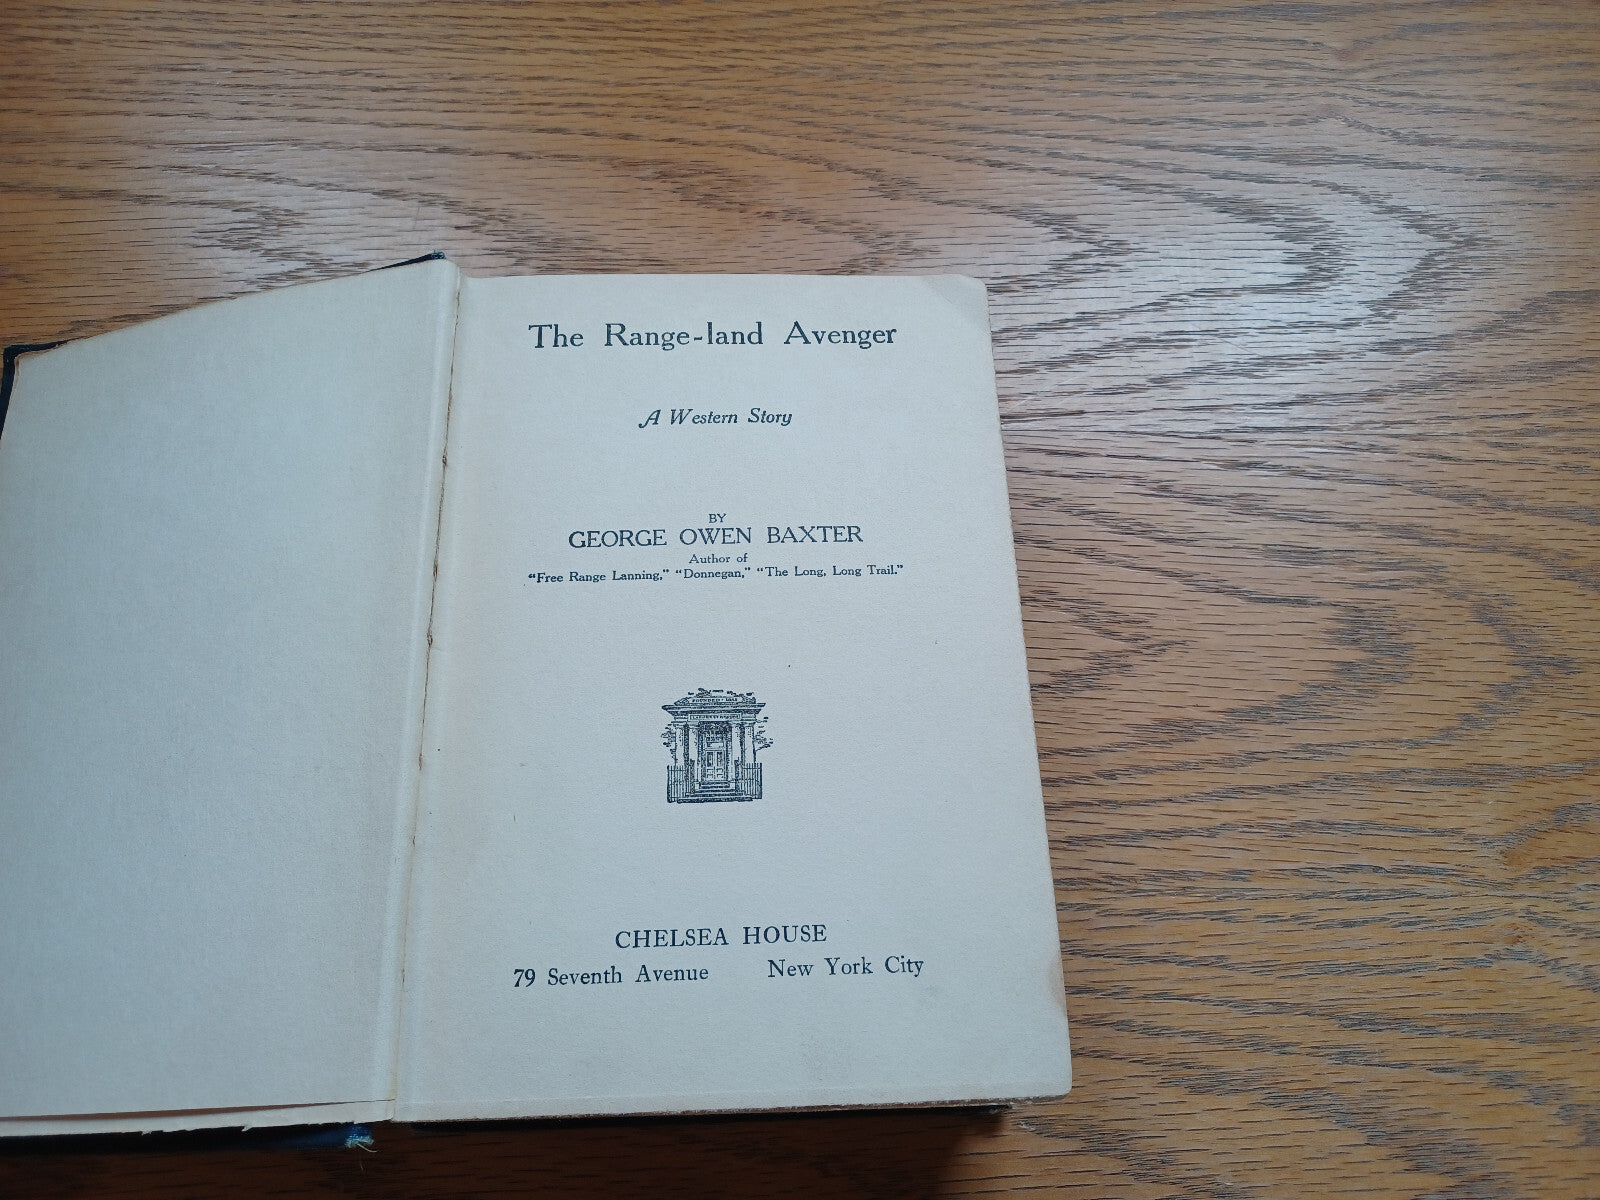 The Range-land Avenger
A Western Story
BY
GEORGE OWEN BAXTER
Author of
“Free Range Lanning,” “Donnegan,” “The Long, Long Trail.”
CHELSEA HOUSE
79 Seventh Avenue New York City